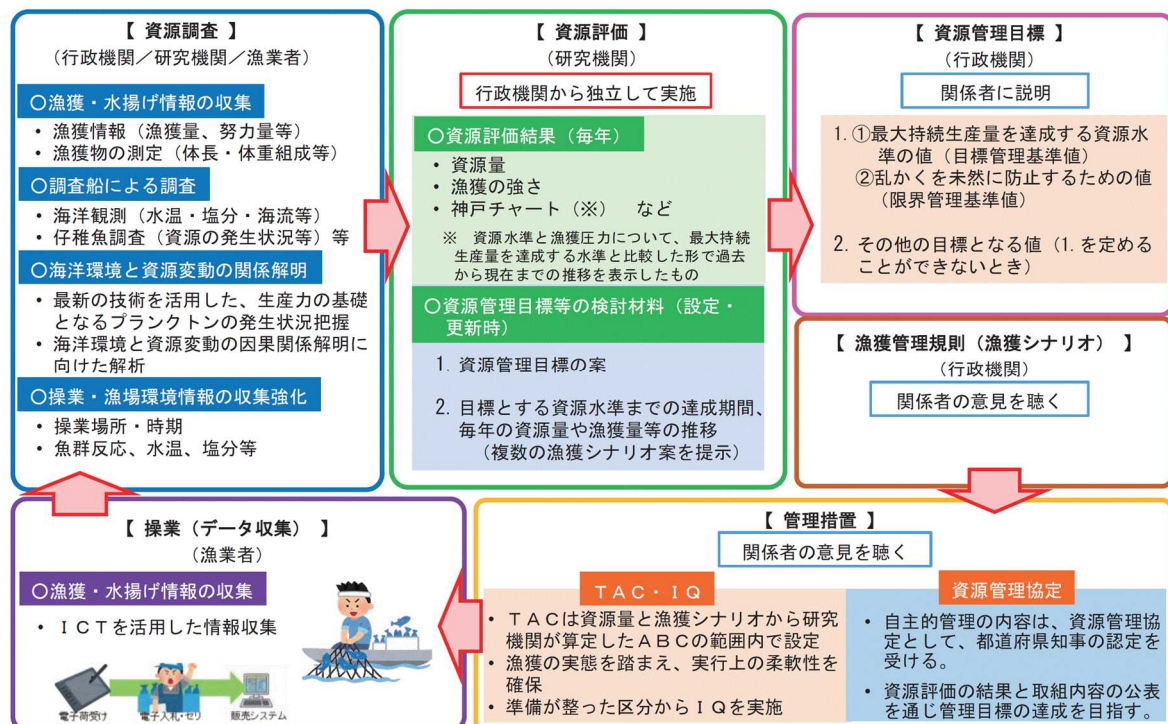 【 資源調査 】
(行政機関/研究機関/漁業者)
〇漁獲・水揚げ情報の収集
• 漁獲情報（漁獲量、努力量等）
• 漁獲物の測定（体長・体重組成等）
〇調査船による調査
• 海洋観測（水温・塩分・海流等）
• 仔稚魚調査（資源の発生状況等）等
〇海洋環境と資源変動の関係解明
• 最新の技術を活用した、生産力の基礎
となるプランクトンの発生状況把握
• 海洋環境と資源変動の因果関係解明に
向けた解析
〇操業・漁場環境情報の収集強化
• 操業場所・時期
• 魚群反応、水温、塩分等
【 資源評価 】
（研究機関）
行政機関から独立して実施
〇資源評価結果（毎年）
• 資源量
• 漁獲の強さ
• 神戸チャート（※） など
※ 資源水準と漁獲圧力について、最大持続
生産量を達成する水準と比較した形で過去
から現在までの推移を表示したもの
〇資源管理目標等の検討材料（設定・
更新時）
1. 資源管理目標の案
2. 目標とする資源水準までの達成期間、
毎年の資源量や漁獲量等の推移
（複数の漁獲シナリオ案を提示）
【 資源管理目標 】
（行政機関）
関係者に説明
1. ①最大持続生産量を達成する資源水
準の値（目標管理基準値）
②乱かくを未然に防止するための値
（限界管理基準値）
2. その他の目標となる値（1. を定める
ことができないとき）
【 漁獲管理規則（漁獲シナリオ） 】
（行政機関）
関係者の意見を聴く
【 管理措置 】
関係者の意見を聴く
TAC・IQ
• TACは資源量と漁獲シナリオから研究
機関が算定したABCの範囲内で設定
• 漁獲の実態を踏まえ、実行上の柔軟性を
確保
• 準備が整った区分からIQを実施
資源管理協定
• 自主的管理の内容は、資源管理協
定として、都道府県知事の認定を
受ける。
• 資源評価の結果と取組内容の公表
を通じ管理目標の達成を目指す。
【 操業（データ収集） 】
（漁業者）
〇漁獲・水揚げ情報の収集
• ICTを活用した情報収集
電子荷受け 電子入札・セリ 販売システム